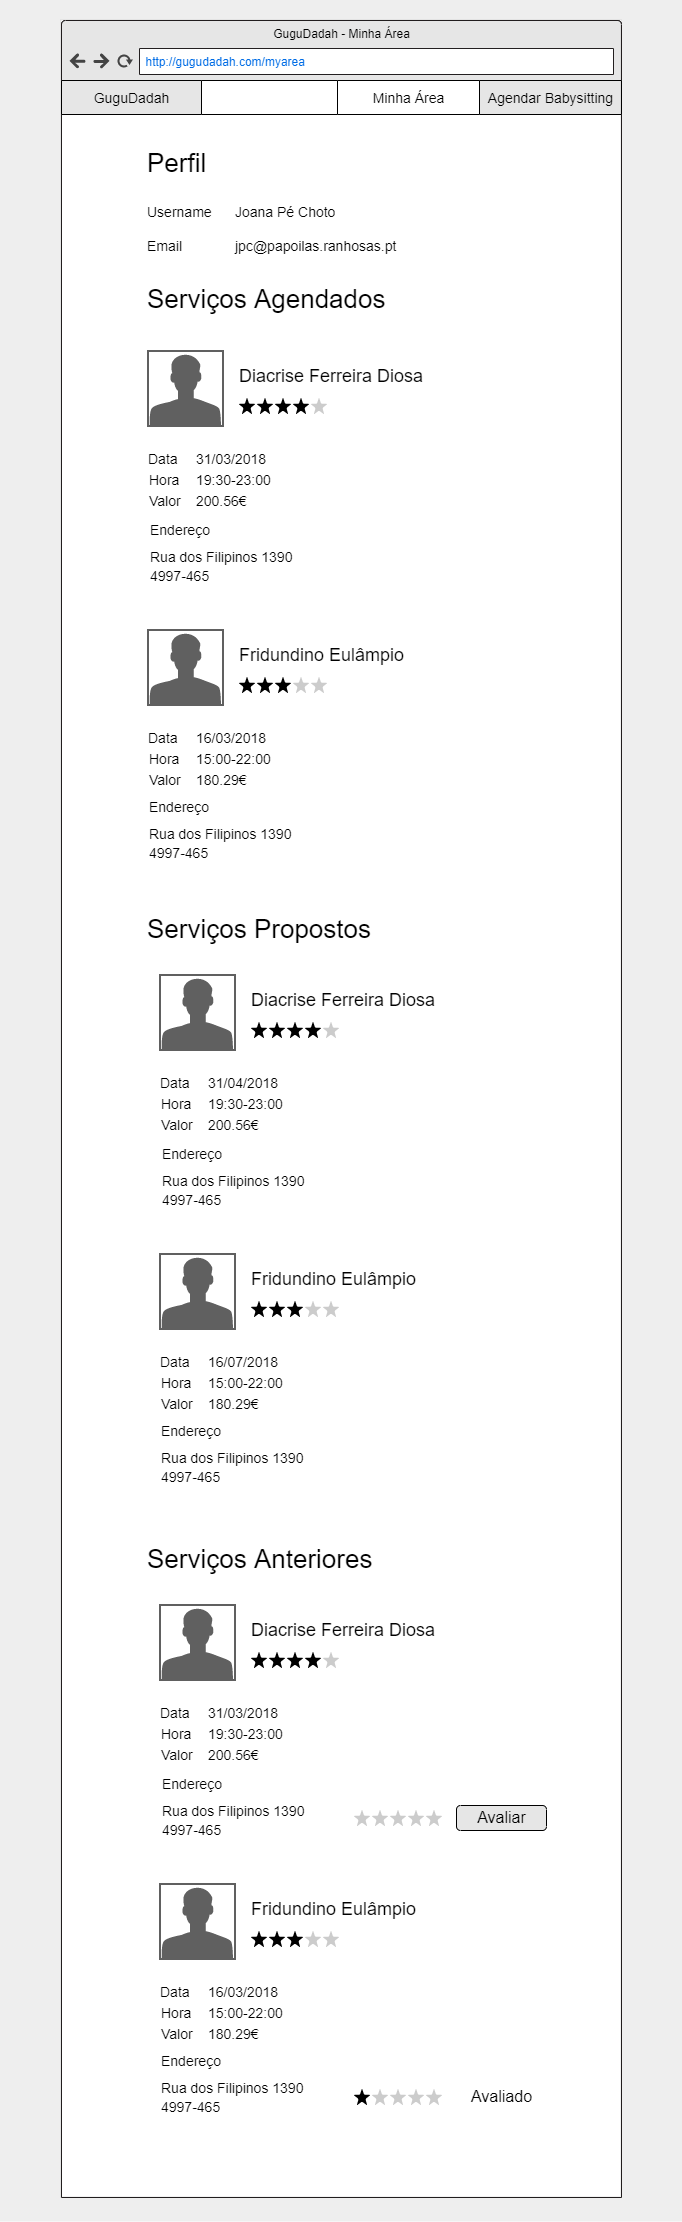 GuguDadah - Minha Área
http://gugudadah.com/myarea
GuguDadah
Minha Área
Agendar Babysitting
Perfil
Username Joana Pé Choto
Email jpc@papoilas.ranhosas.pt
Serviços Agendados
Diacrise Ferreira Diosa
Data 31/03/2018
Hora 19:30-23:00
Valor 200.56€
Endereço
Rua dos Filipinos 1390
4997-465
Fridundino Eulâmpio
Data 16/03/2018
Hora 15:00-22:00
Valor 180.29€
Endereço
Rua dos Filipinos 1390
4997-465
Serviços Propostos
Diacrise Ferreira Diosa
Data 31/04/2018
Hora 19:30-23:00
Valor 200.56€
Endereço
Rua dos Filipinos 1390
4997-465
Fridundino Eulâmpio
Data 16/07/2018
Hora 15:00-22:00
Valor 180.29€
Endereço
Rua dos Filipinos 1390
4997-465
Serviços Anteriores
Diacrise Ferreira Diosa
Data 31/03/2018
Hora 19:30-23:00
Valor 200.56€
Endereço
Rua dos Filipinos 1390
4997-465
Avaliar
Fridundino Eulâmpio
Data 16/03/2018
Hora 15:00-22:00
Valor 180.29€
Endereço
Rua dos Filipinos 1390
4997-465
Avaliado